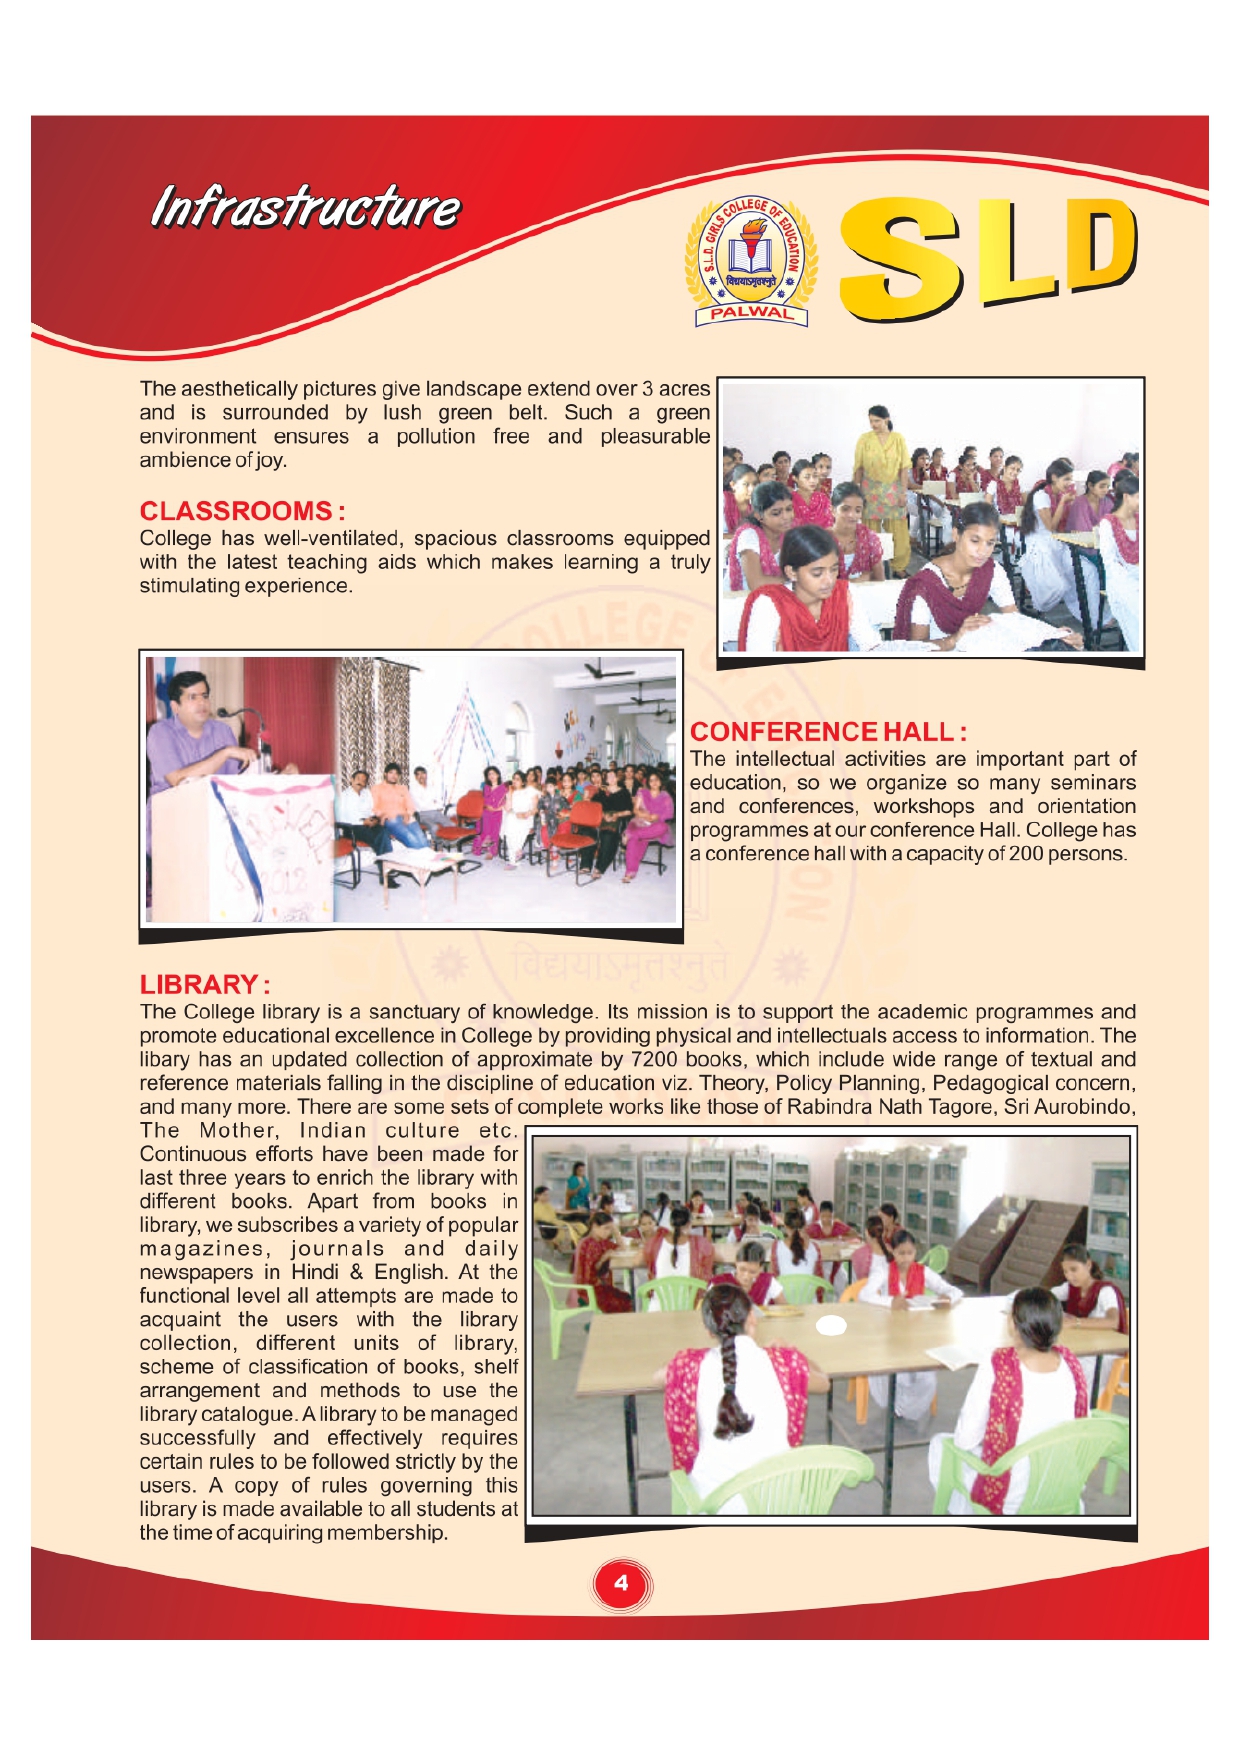 Infrastructure
S.L.D. GIRLS COLLEGE OF EDUCATION
विद्ययाऽमृतश्नुते
PALWAL
SLD
The aesthetically pictures give landscape extend over 3 acres
and is surrounded by lush green belt. Such a green
environment ensures a pollution free and pleasurable
ambience of joy.
CLASSROOMS :
College has well-ventilated, spacious classrooms equipped
with the latest teaching aids which makes learning a truly
stimulating experience.
2012
CONFERENCE HALL :
The intellectual activities are important part of
education, so we organize so many seminars
and conferences, workshops and orientation
programmes at our conference Hall. College has
a conference hall with a capacity of 200 persons.
COLLEGE OF EDUCATION
विद्ययाऽमृतश्नुते
LIBRARY :
The College library is a sanctuary of knowledge. Its mission is to support the academic programmes and
promote educational excellence in College by providing physical and intellectuals access to information. The
libary has an updated collection of approximate by 7200 books, which include wide range of textual and
reference materials falling in the discipline of education viz. Theory, Policy Planning, Pedagogical concern,
and many more. There are some sets of complete works like those of Rabindra Nath Tagore, Sri Aurobindo,
The Mother, Indian culture etc.
Continuous efforts have been made for
last three years to enrich the library with
different books. Apart from books in
library, we subscribes a variety of popular
magazines, journals and daily
newspapers in Hindi & English. At the
functional level all attempts are made to
acquaint the users with the library
collection, different units of library,
scheme of classification of books, shelf
arrangement and methods to use the
library catalogue. A library to be managed
successfully and effectively requires
certain rules to be followed strictly by the
users. A copy of rules governing this
library is made available to all students at
the time of acquiring membership.
4